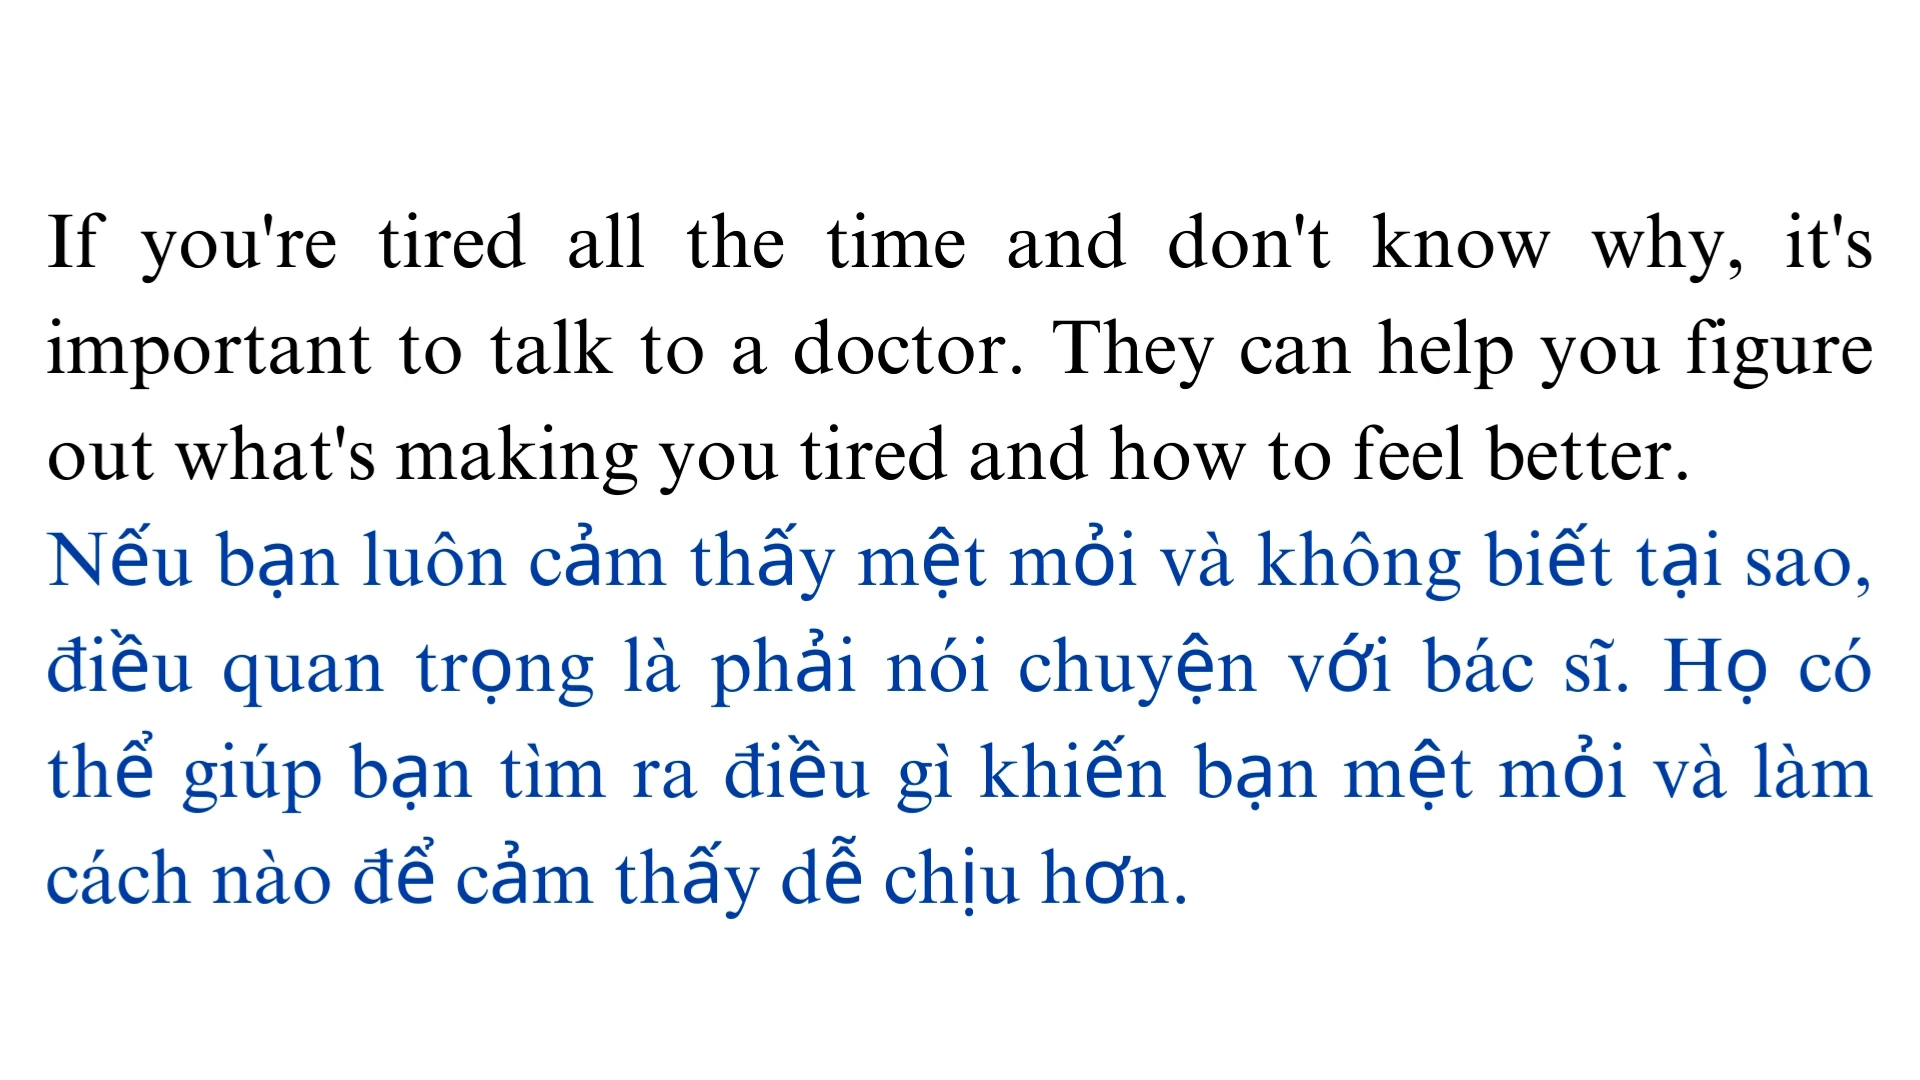 If you're tired all the time and don't know why, it's
important to talk to a doctor. They can help you figure
out what's making you tired and how to feel better.
Nếu bạn luôn cảm thấy mệt mỏi và không biết tại sao,
điều quan trọng là phải nói chuyện với bác sĩ. Họ có
thể giúp bạn tìm ra điều gì khiến bạn mệt mỏi và làm
cách nào để cảm thấy dễ chịu hơn.